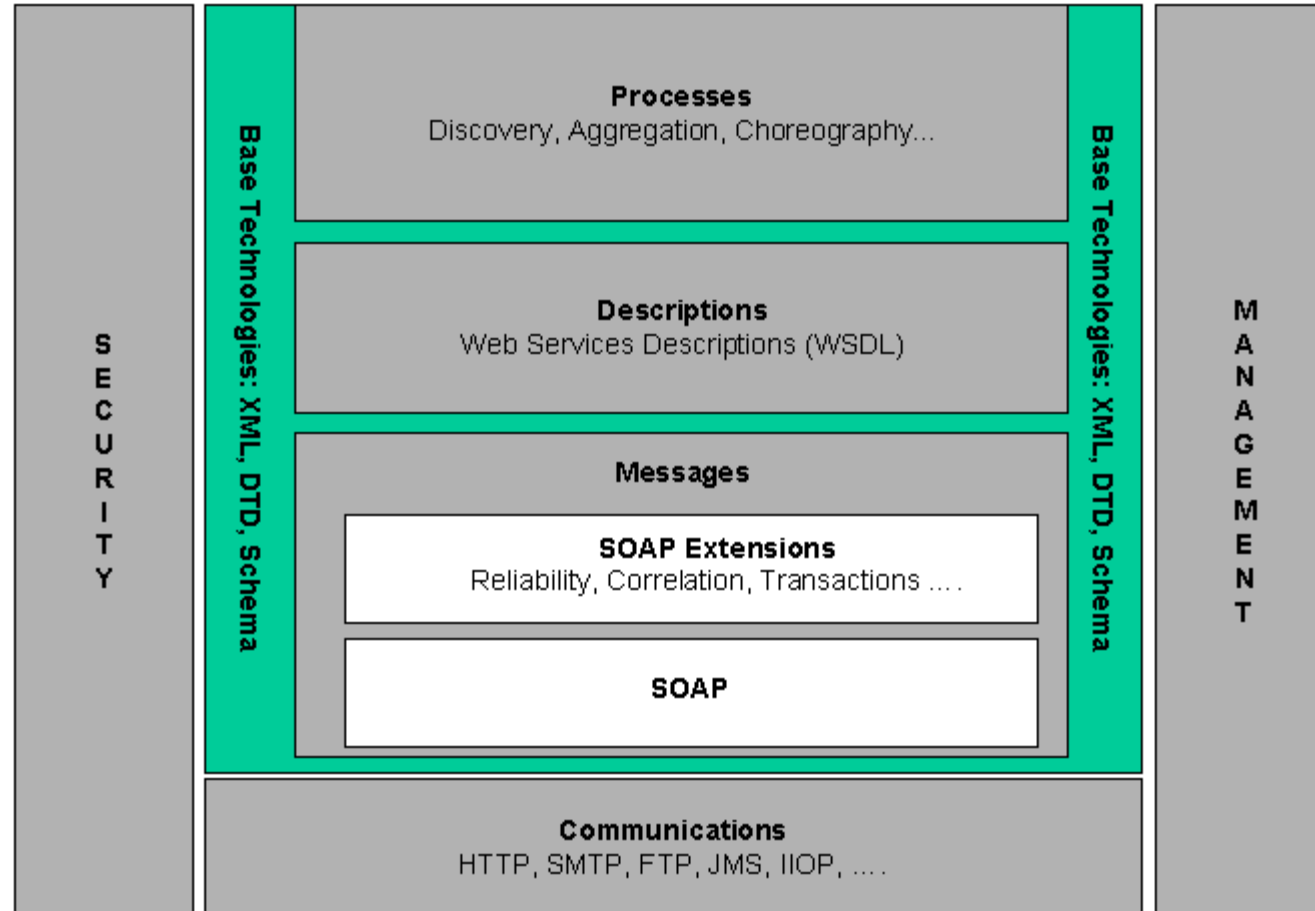 SECURITY
Base Technologies: XML, DTD, Schema
Processes
Discovery, Aggregation, Choreography...
Descriptions
Web Services Descriptions (WSDL)
Messages
SOAP Extensions
Reliability, Correlation, Transactions ....
SOAP
Base Technologies: XML, DTD, Schema
MANAGEMENT
Communications
HTTP, SMTP, FTP, JMS, IIOP, ....